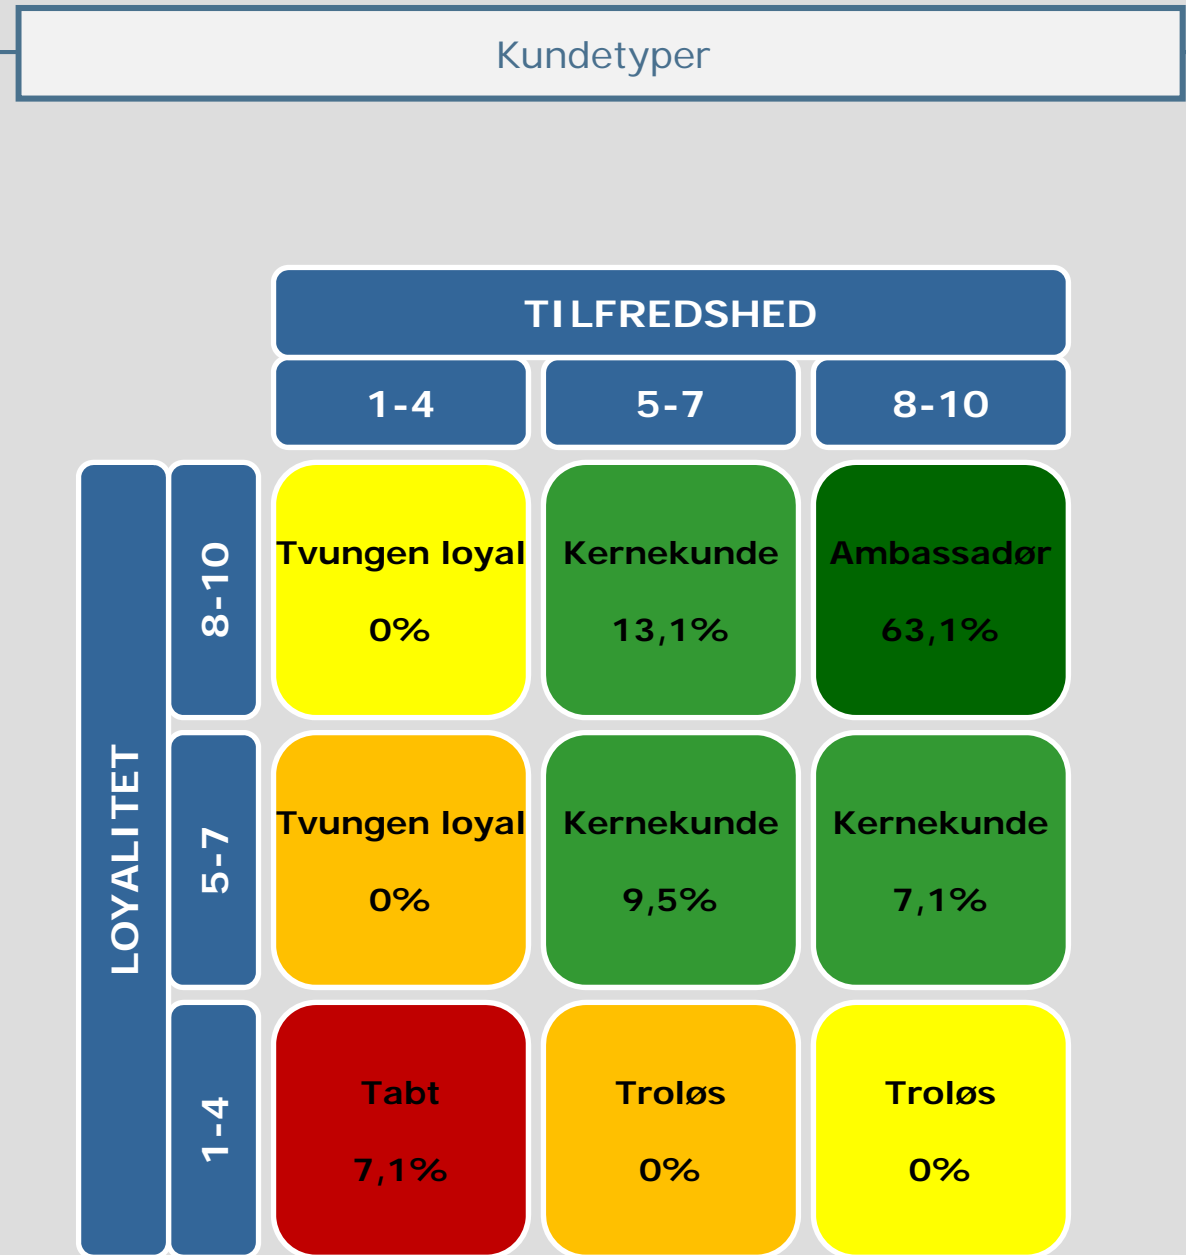 Kundetyper
TILFREDSHED
1-4
5-7
8-10
LOYALITET
8-10
Tvungen loyal
0%
Kernekunde
13,1%
Ambassadør
63,1%
5-7
Tvungen loyal
0%
Kernekunde
9,5%
Kernekunde
7,1%
1-4
Tabt
7,1%
Troløs
0%
Troløs
0%